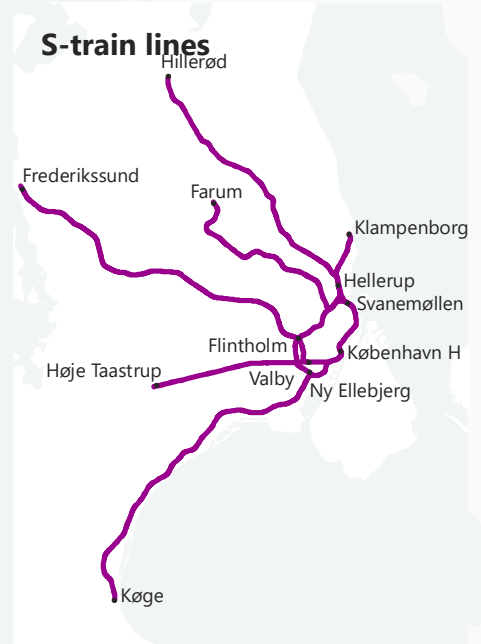 S-train lines
Hillerød
Frederikssund
Farum
Klampenborg
Hellerup
Svanemøllen
Flintholm
København H
Høje Taastrup
Valby
Ny Ellebjerg
Køge